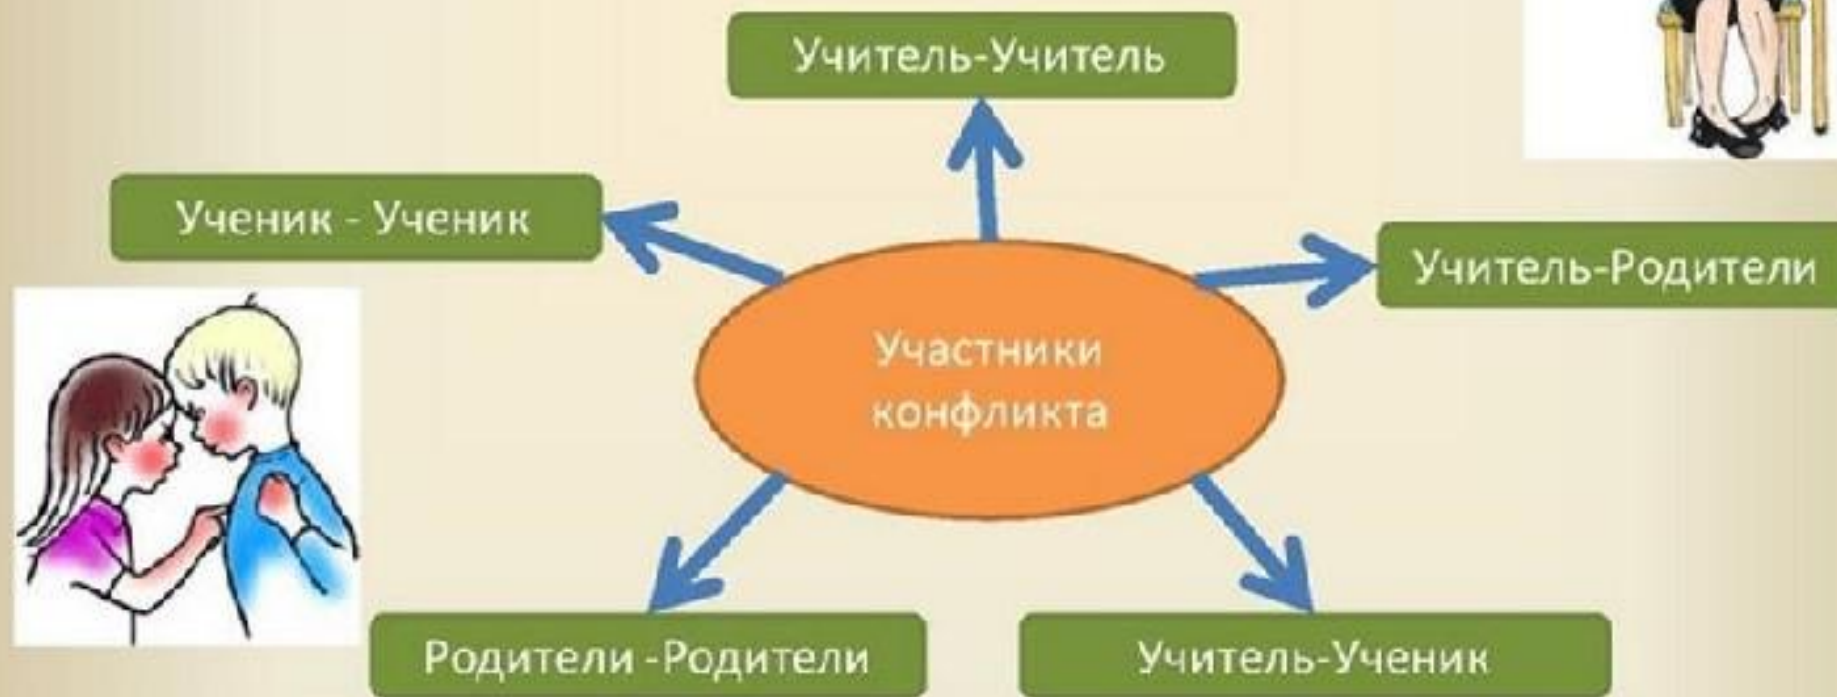 Учитель-Учитель
Ученик - Ученик
Учитель-Родители
Участники
конфликта
Родители -Родители
Учитель-Ученик